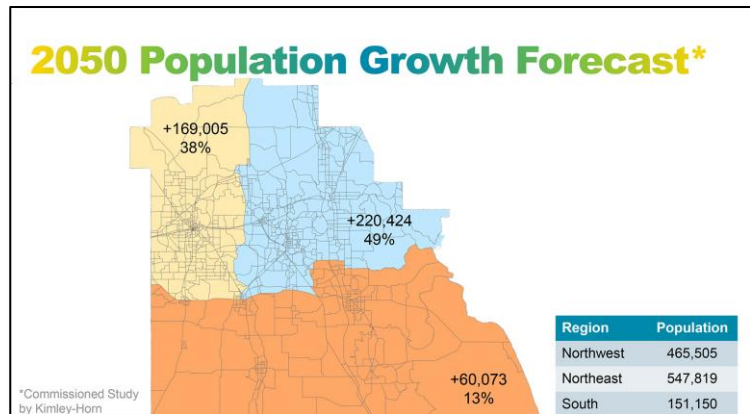 2050 Population Growth Forecast*
+169,005
38%
+220,424
49%
+60,073
13%
Region Population
Northwest 465,505
Northeast 547,819
South 151,150
*Commissioned Study
by Kimley-Horn